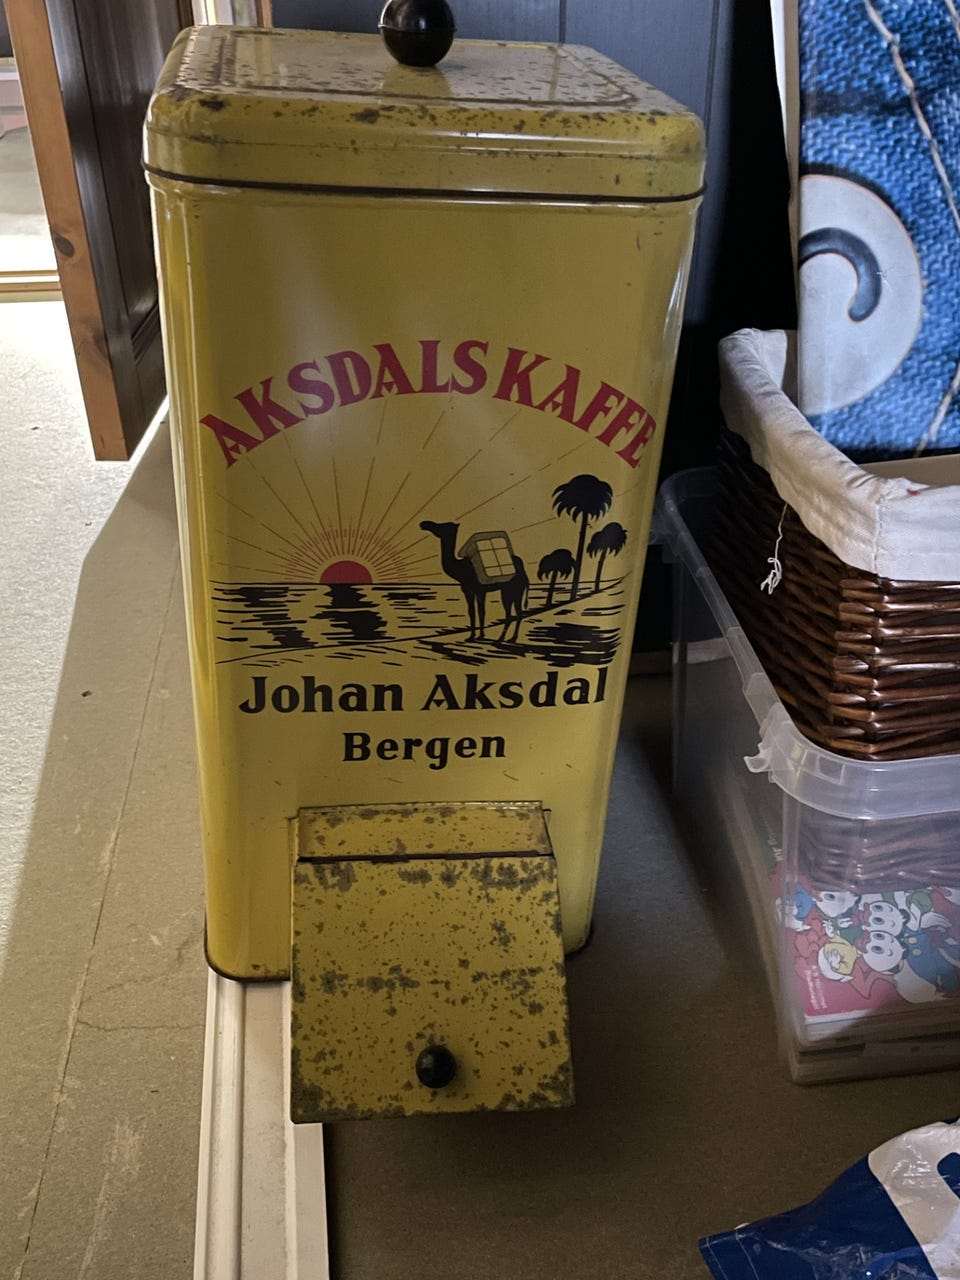 AKSDALS KAFFE
Johan Aksdal
Bergen